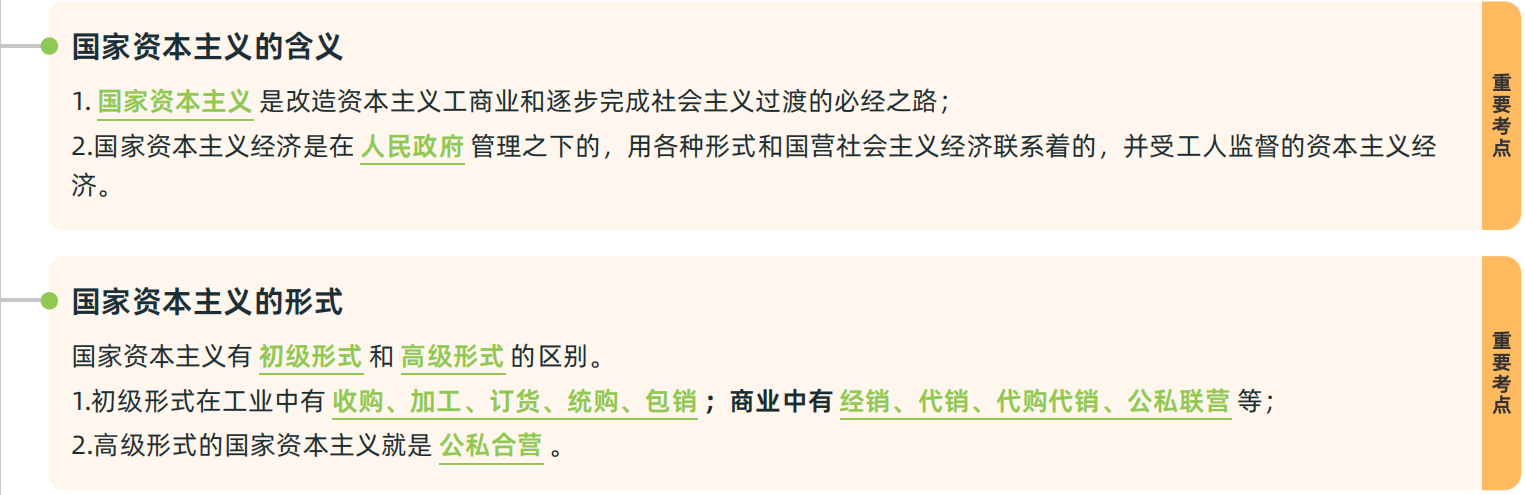 国家资本主义的含义
1. 国家资本主义 是改造资本主义工商业和逐步完成社会主义过渡的必经之路；
2.国家资本主义经济是在 人民政府 管理之下的，用各种形式和国营社会主义经济联系着的，并受工人监督的资本主义经
济。
重要考点
国家资本主义的形式
国家资本主义有 初级形式 和 高级形式 的区别。
1.初级形式在工业中有 收购、加工、订货、统购、包销 ；商业中有 经销、代销、代购代销、公私联营 等；
2.高级形式的国家资本主义就是 公私合营 。
重要考点